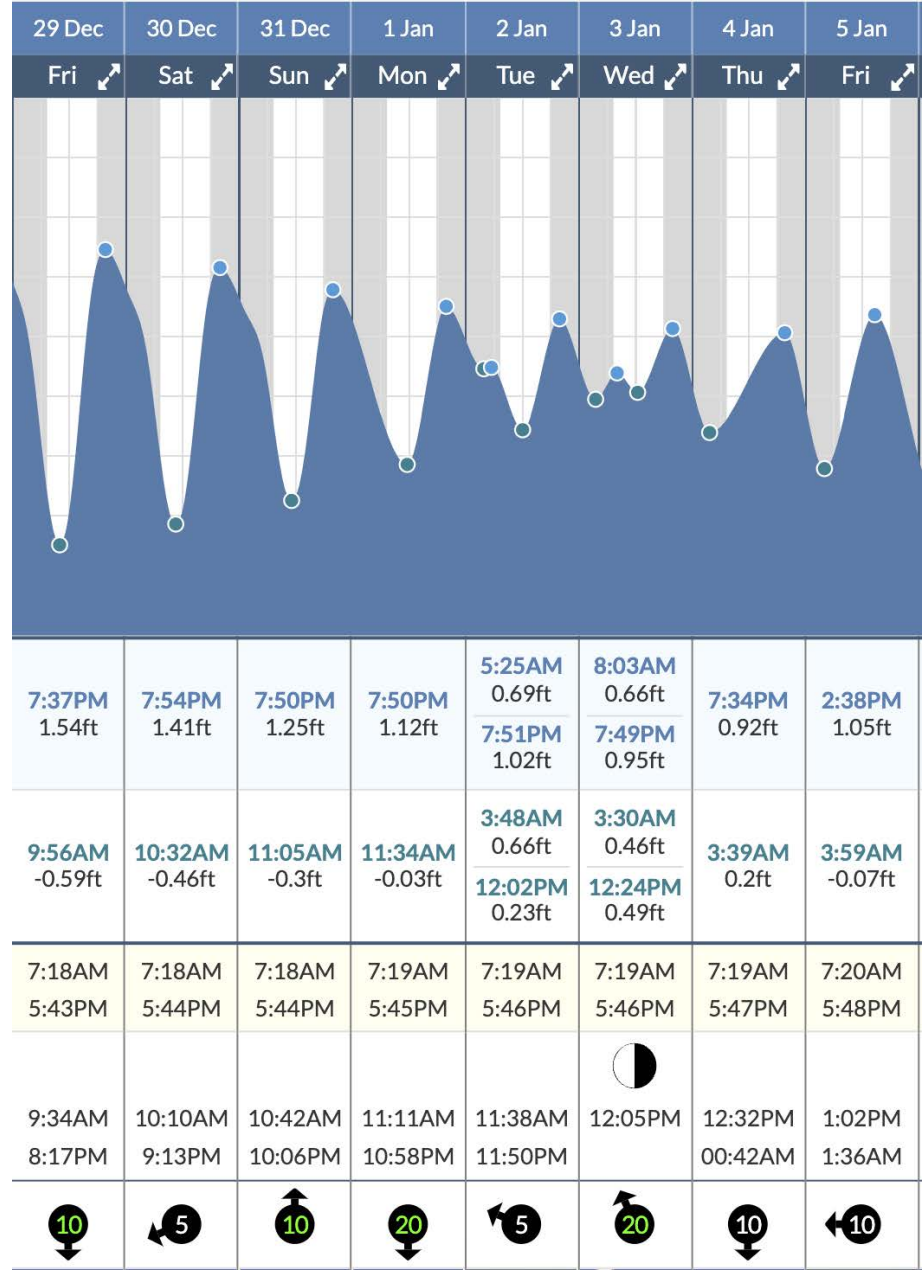 29 Dec 30 Dec 31 Dec 1 Jan 2 Jan 3 Jan 4 Jan 5 Jan
Fri Sat Sun Mon Tue Wed Thu Fri
5:25AM 8:03AM
0.69ft 0.66ft
7:37PM 7:54PM 7:50PM 7:50PM 7:34PM 2:38PM
1.54ft 1.41ft 1.25ft 1.12ft 0.92ft 1.05ft
7:51PM 7:49PM
1.02ft 0.95ft
3:48AM 3:30AM
0.66ft 0.46ft
9:56AM 10:32AM 11:05AM 11:34AM 3:39AM 3:59AM
-0.59ft -0.46ft -0.3ft -0.03ft 0.2ft -0.07ft
12:02PM 12:24PM
0.23ft 0.49ft
7:18AM 7:18AM 7:18AM 7:19AM 7:19AM 7:19AM 7:19AM 7:20AM
5:43PM 5:44PM 5:44PM 5:45PM 5:46PM 5:46PM 5:47PM 5:48PM
9:34AM 10:10AM 10:42AM 11:11AM 11:38AM 12:05PM 12:32PM 1:02PM
8:17PM 9:13PM 10:06PM 10:58PM 11:50PM 00:42AM 1:36AM
10 5 10 20 5 20 10 10